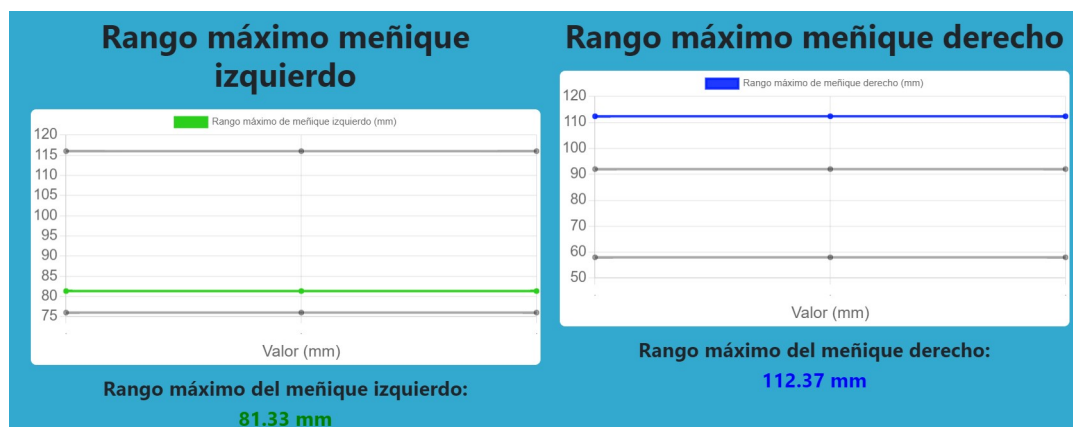 Rango máximo meñique
izquierdo
Rango máximo de meñique izquierdo (mm)
120
115
110
105
100
95
90
85
80
75
Valor (mm)
Rango máximo del meñique izquierdo:
81.33 mm
Rango máximo meñique derecho
Rango máximo de meñique derecho (mm)
120
110
100
90
80
70
60
50
Valor (mm)
Rango máximo del meñique derecho:
112.37 mm